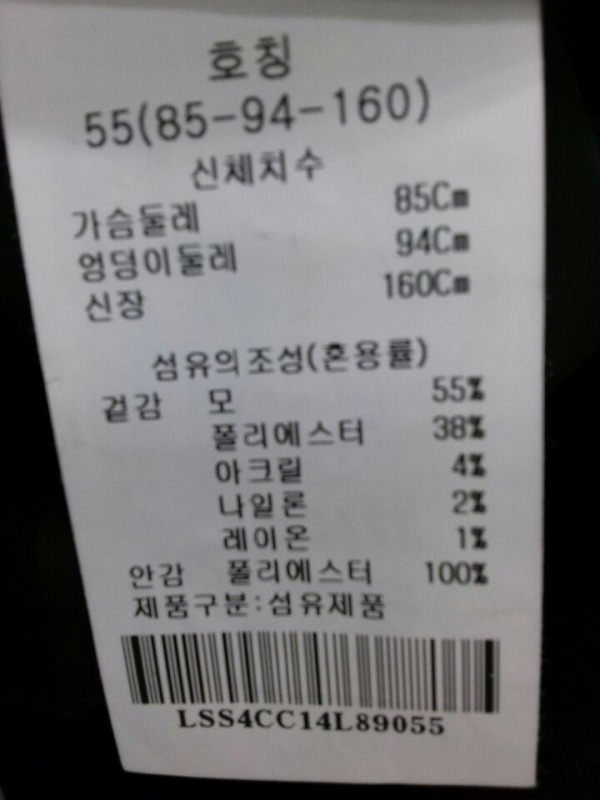 호칭
55(85-94-160)
신체치수
가슴둘레 85Cm
엉덩이둘레 94Cm
신장 160Cm
섬유의조성(혼용률)
겉감 모 55%
폴리에스터 38%
아크릴 4%
나일론 2%
레이온 1%
안감 폴리에스터 100%
제품구분:섬유제품
LSS4CC14L89055